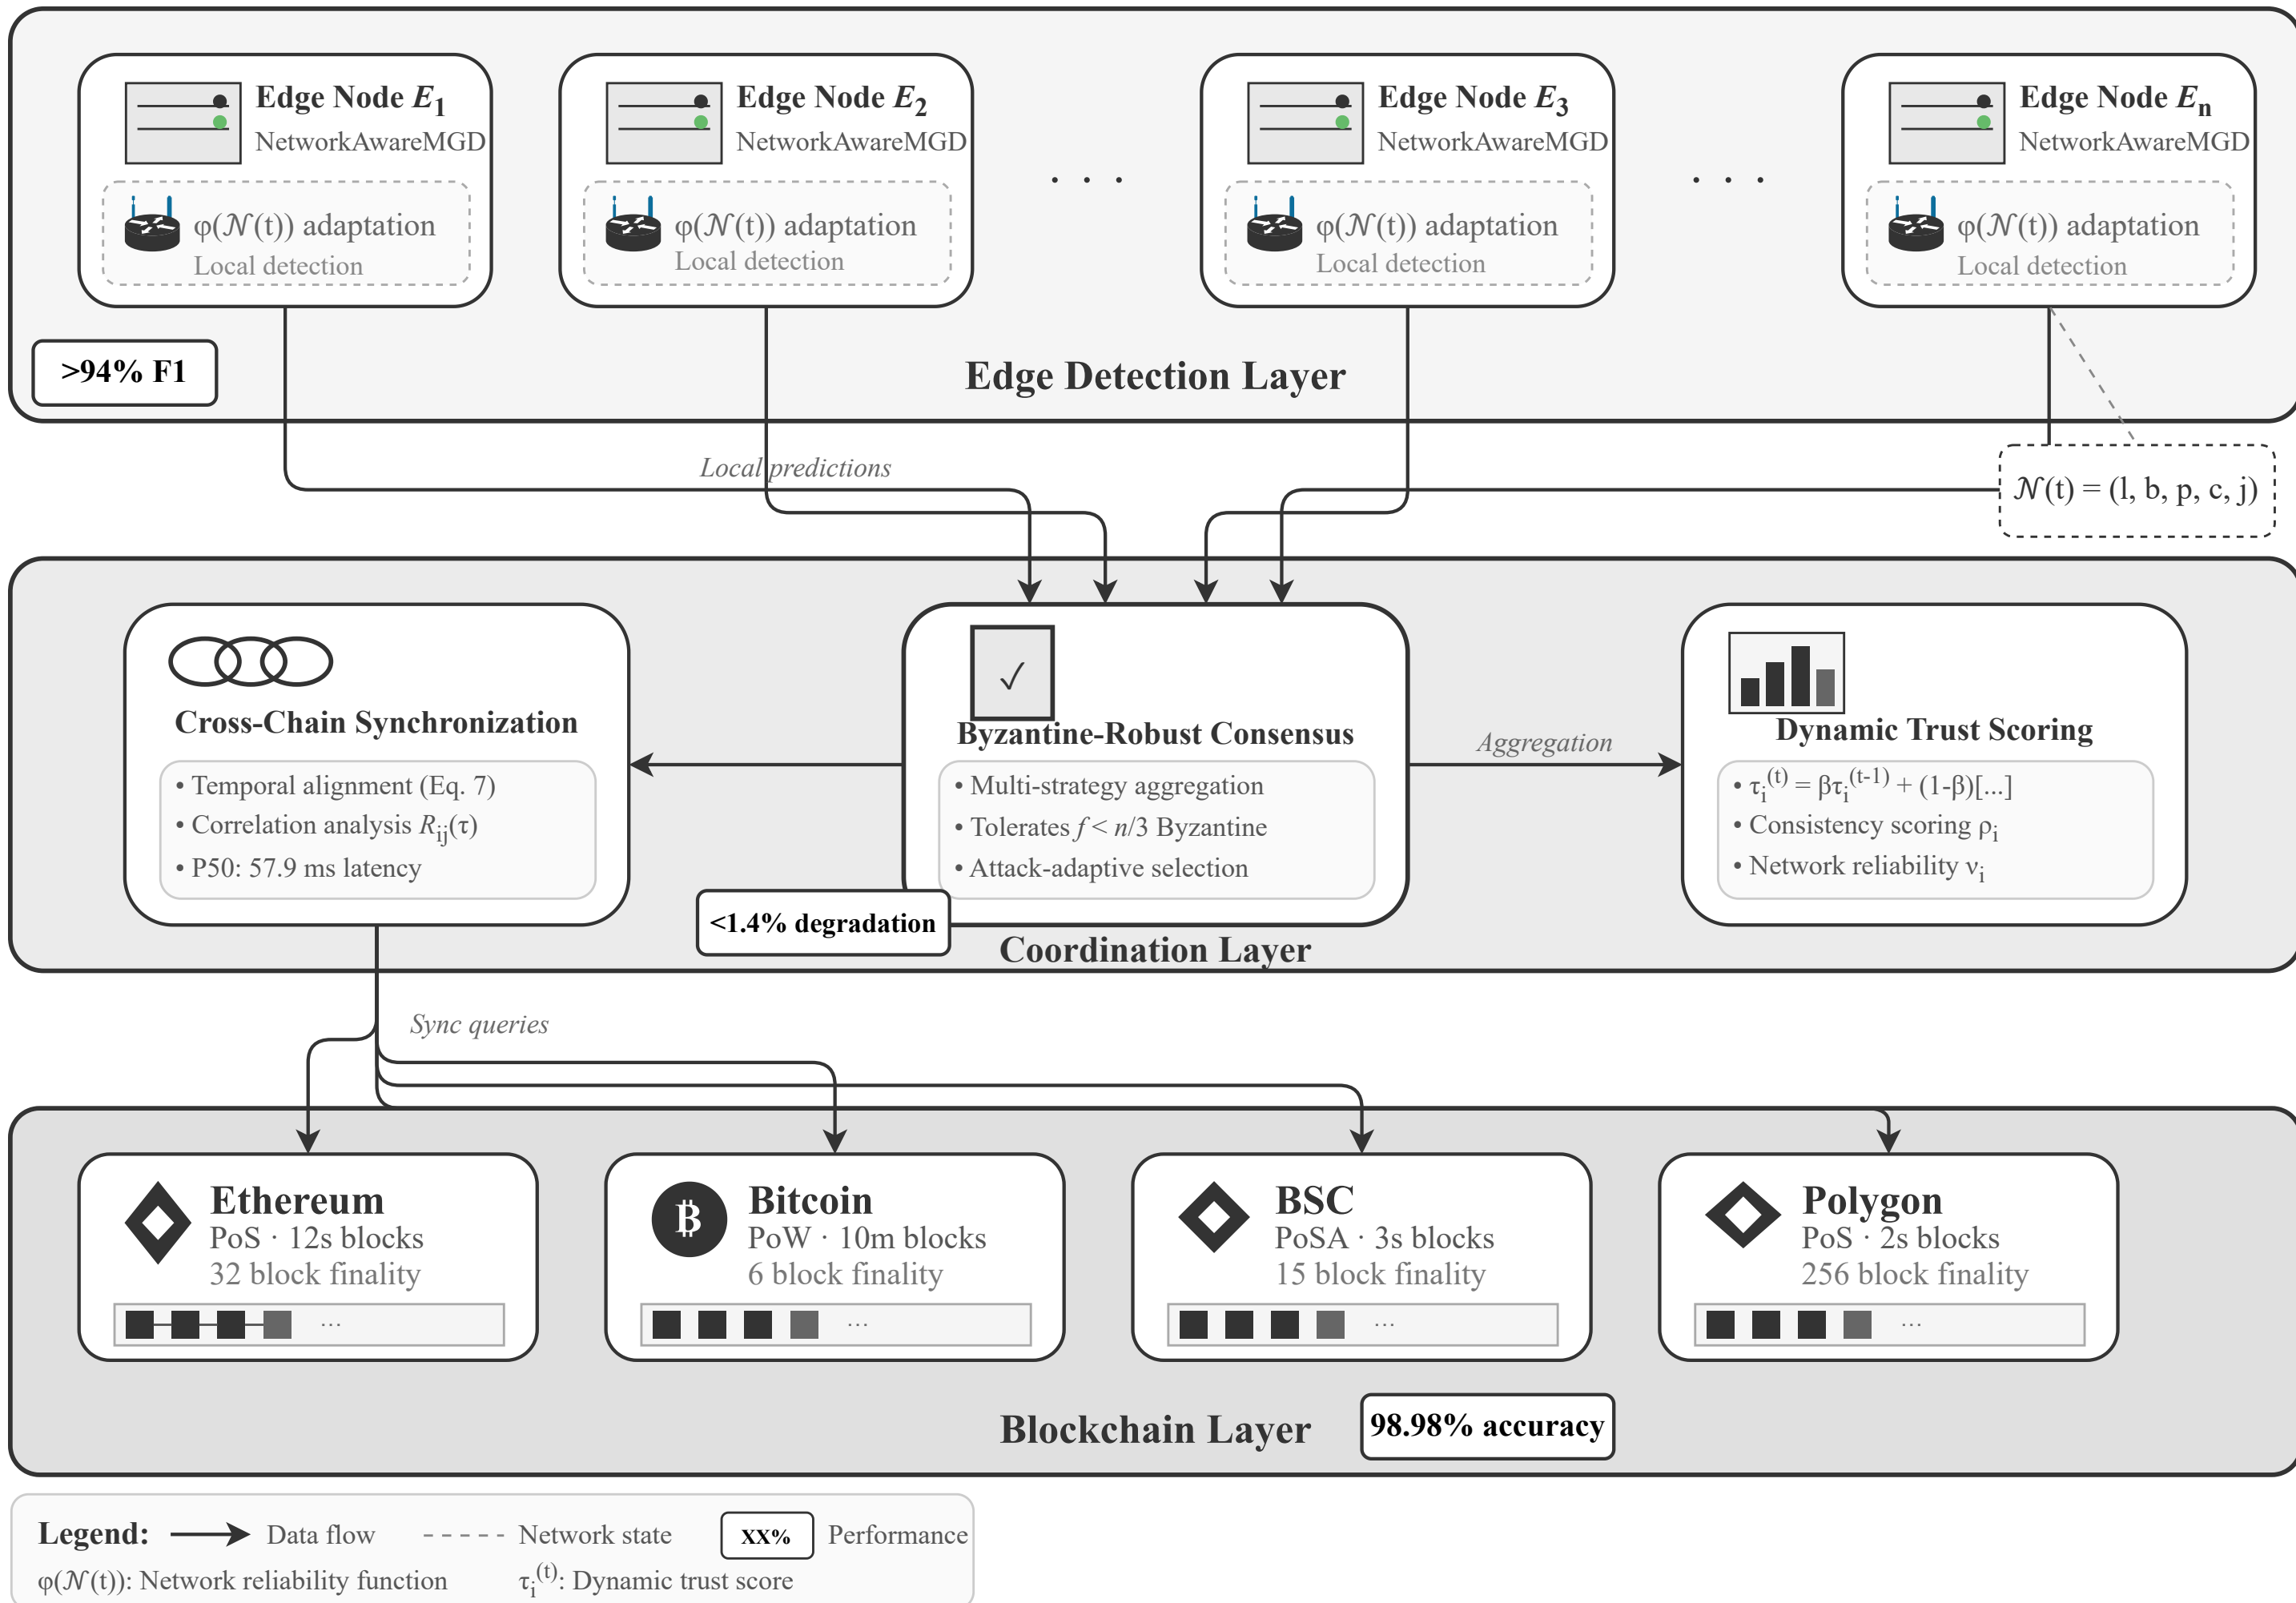 Edge Node E1
NetworkAwareMGD
φ(𝒩(t)) adaptation
Local detection
Edge Node E2
NetworkAwareMGD
φ(𝒩(t)) adaptation
Local detection
. . .
Edge Node E3
NetworkAwareMGD
φ(𝒩(t)) adaptation
Local detection
. . .
Edge Node En
NetworkAwareMGD
φ(𝒩(t)) adaptation
Local detection
>94% F1
Edge Detection Layer
Local predictions
𝒩(t) = (l, b, p, c, j)
Cross-Chain Synchronization
• Temporal alignment (Eq. 7)
• Correlation analysis Rij(τ)
• P50: 57.9 ms latency
✓
Byzantine-Robust Consensus
• Multi-strategy aggregation
• Tolerates f < n/3 Byzantine
• Attack-adaptive selection
Aggregation
Dynamic Trust Scoring
• τi(t) = βτi(t-1) + (1-β)[...]
• Consistency scoring ρi
• Network reliability νi
<1.4% degradation
Coordination Layer
Sync queries
Ethereum
PoS · 12s blocks
32 block finality
...
₿
Bitcoin
PoW · 10m blocks
6 block finality
...
BSC
PoSA · 3s blocks
15 block finality
...
Polygon
PoS · 2s blocks
256 block finality
...
Blockchain Layer
98.98% accuracy
Legend:
Data flow
Network state
XX%
Performance
φ(𝒩(t)): Network reliability function
τi(t): Dynamic trust score